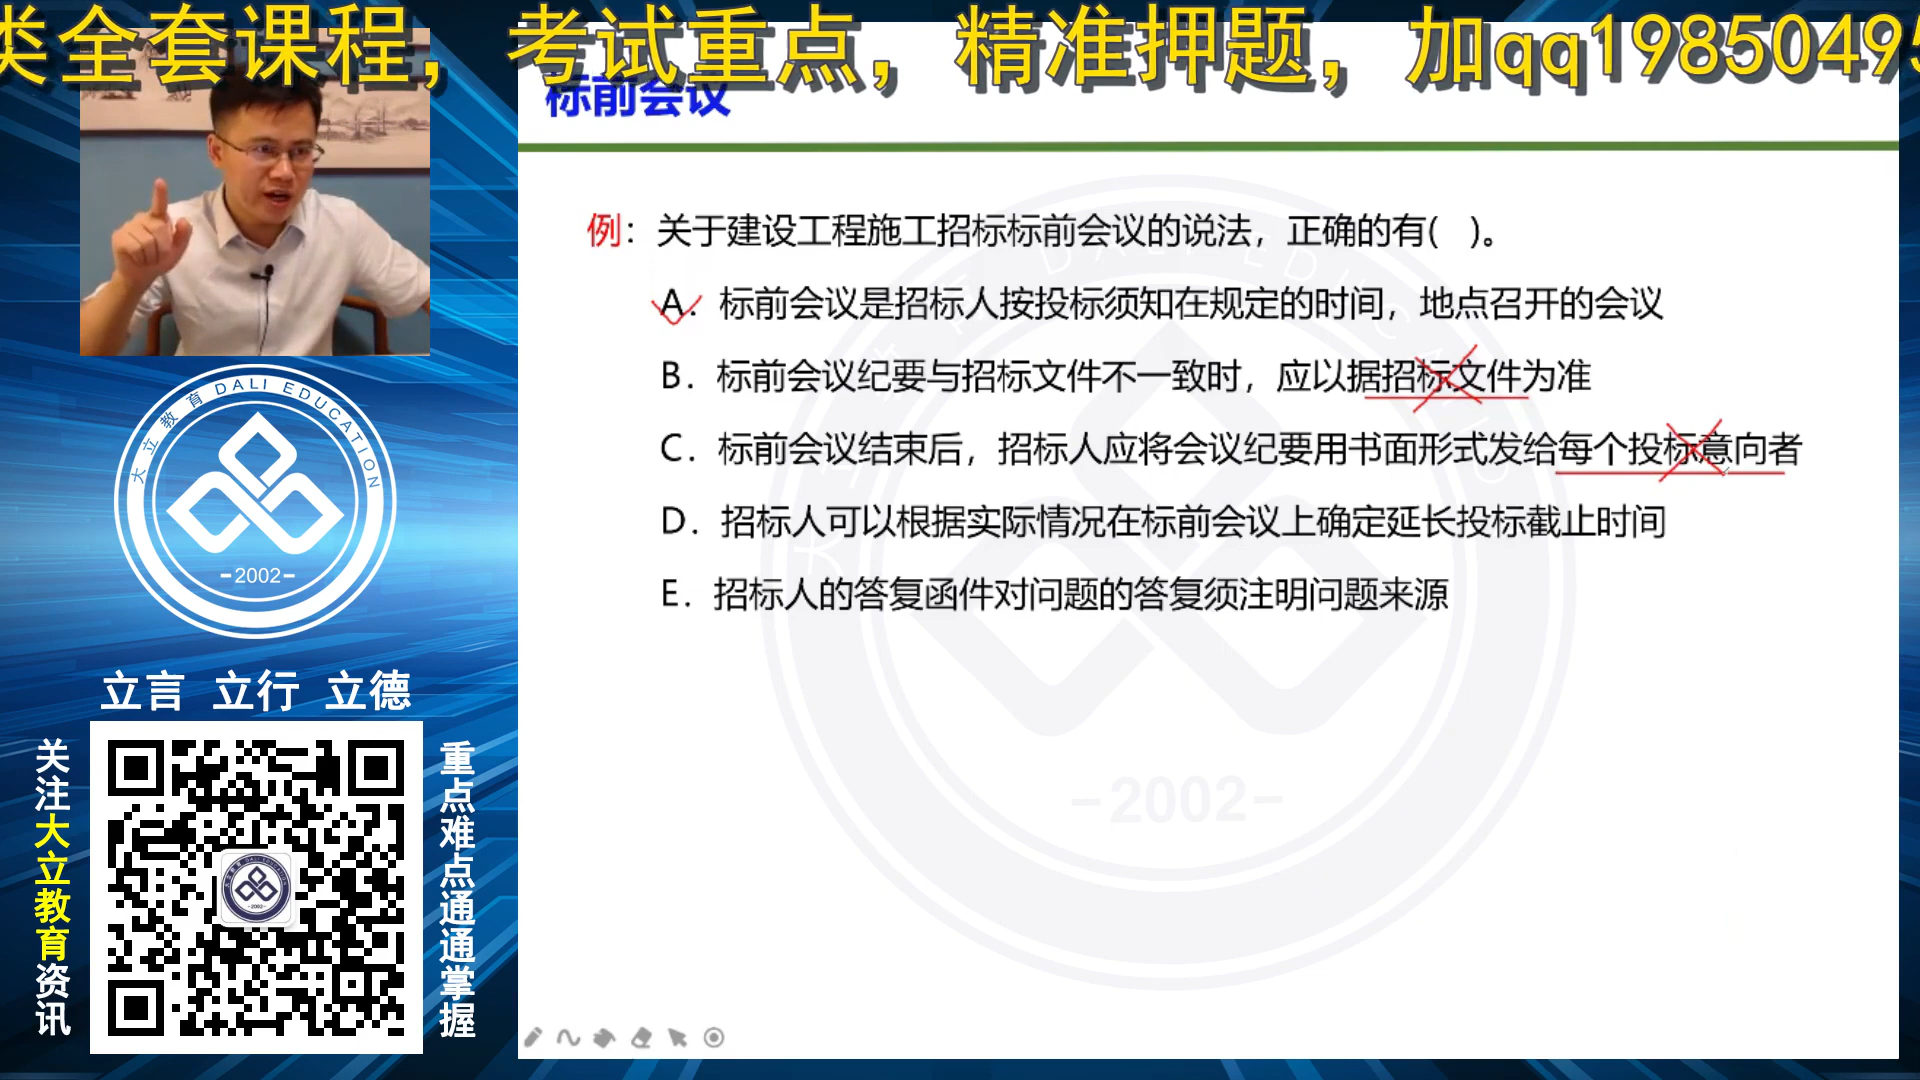 类全套课程，考试重点，精准押题，加qq19850495
标前会议
例：关于建设工程施工招标标前会议的说法，正确的有( )。
A. 标前会议是招标人按投标须知在规定的时间，地点召开的会议
B. 标前会议纪要与招标文件不一致时，应以据招标文件为准
C. 标前会议结束后，招标人应将会议纪要用书面形式发给每个投标意向者
D. 招标人可以根据实际情况在标前会议上确定延长投标截止时间
E. 招标人的答复函件对问题的答复须注明问题来源
大立教育 DALI EDUCATION
-2002-
立言 立行 立德
关注大立教育资讯
重点难点通通掌握
DALI EDUCATION
-2002-